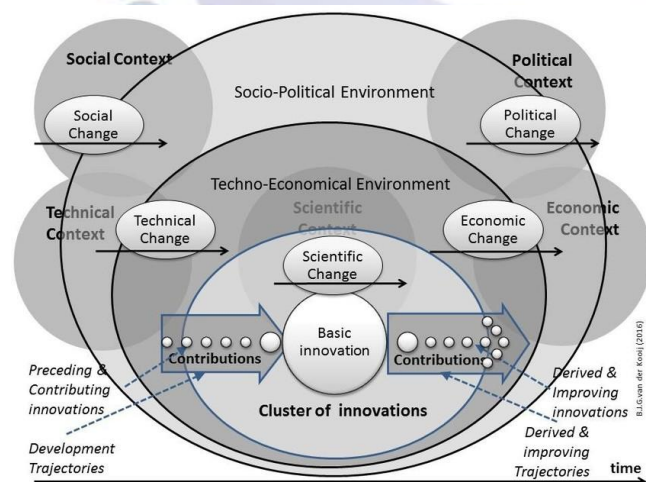 Social Context
Political
Context
Socio-Political Environment
Social
Change
Political
Change
Techno-Economical Environment
Technical
Context
Technical
Change
Scientific
Context
Economic
Change
Economic
Context
Scientific
Change
Basic
innovation
Contributions
Contributions
Preceding &
Contributing
innovations
Cluster of innovations
Derived &
Improving
innovations
Development
Trajectories
Derived &
improving
Trajectories
time
B.J.G.van der Kooij (2016)